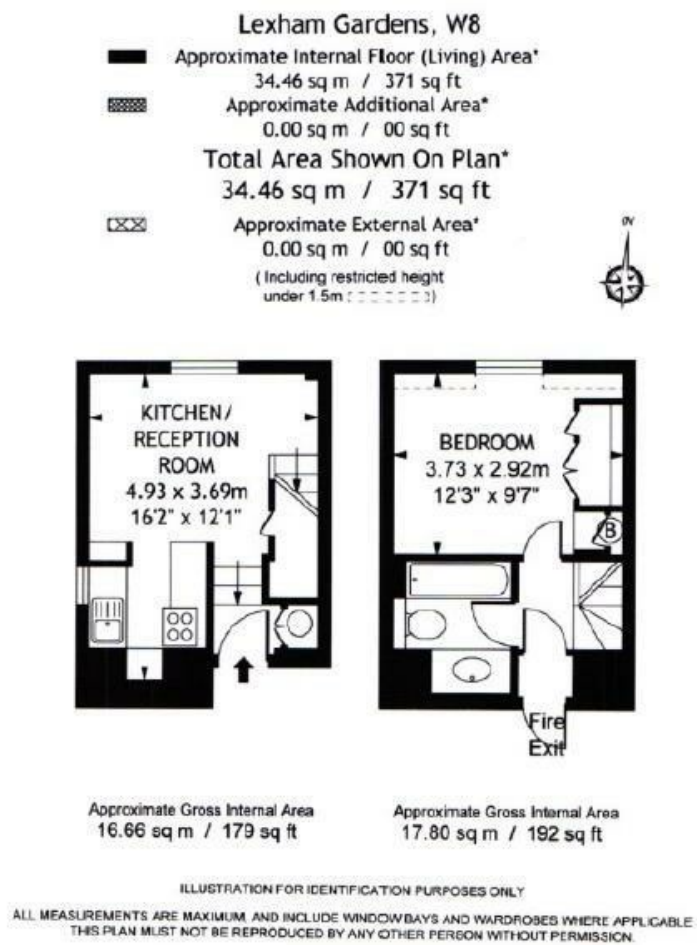 Lexham Gardens, W8
Approximate Internal Floor (Living) Area*
34.46 sq m / 371 sq ft
Approximate Additional Area*
0.00 sq m / 00 sq ft
Total Area Shown On Plan*
34.46 sq m / 371 sq ft
Approximate External Area*
0.00 sq m / 00 sq ft
( Including restricted height
under 1.5m )
KITCHEN/
RECEPTION
ROOM
4.93 x 3.69m
16'2" x 12'1"
BEDROOM
3.73 x 2.92m
12'3" x 9'7"
B
Fire
Exit
Approximate Gross Internal Area
16.66 sq m / 179 sq ft
Approximate Gross Internal Area
17.80 sq m / 192 sq ft
ILLUSTRATION FOR IDENTIFICATION PURPOSES ONLY
ALL MEASUREMENTS ARE MAXIMUM, AND INCLUDE WINDOW BAYS AND WARDROBES WHERE APPLICABLE
THIS PLAN MUST NOT BE REPRODUCED BY ANY OTHER PERSON WITHOUT PERMISSION.